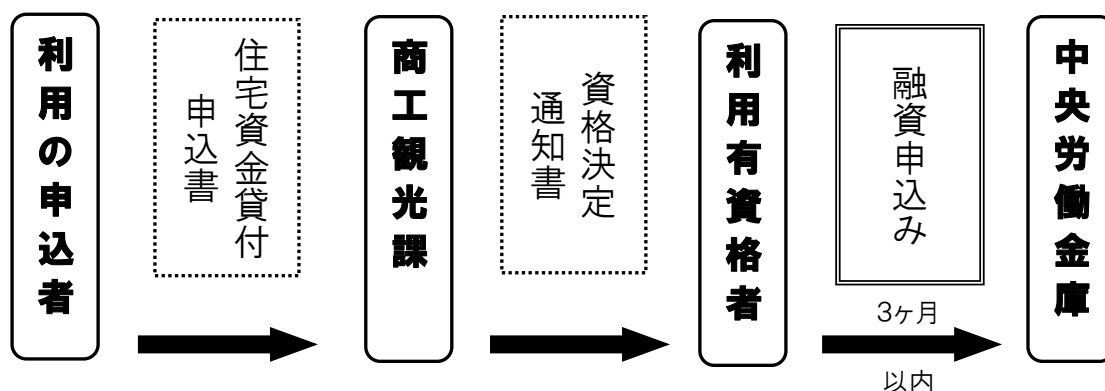 利用の申込者
住宅資金貸付
申込書
商工観光課
資格決定
通知書
利用有資格者
融資申込み
3ヶ月
以内
中央労働金庫